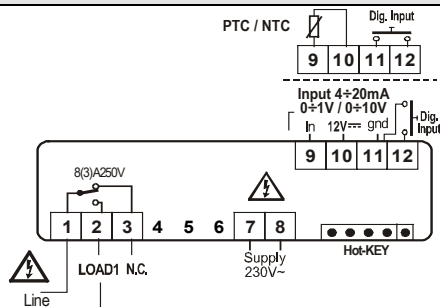 PTC / NTC
Dig. Input
9 10 11 12
Input 4÷20mA
0÷1V / 0÷10V
In 12V gnd
Dig.
Input
9 10 11 12
8(3)A250V
1 2 3 4 5 6 7 8
LOAD1 N.C.
Supply
230V~
Hot-KEY
Line